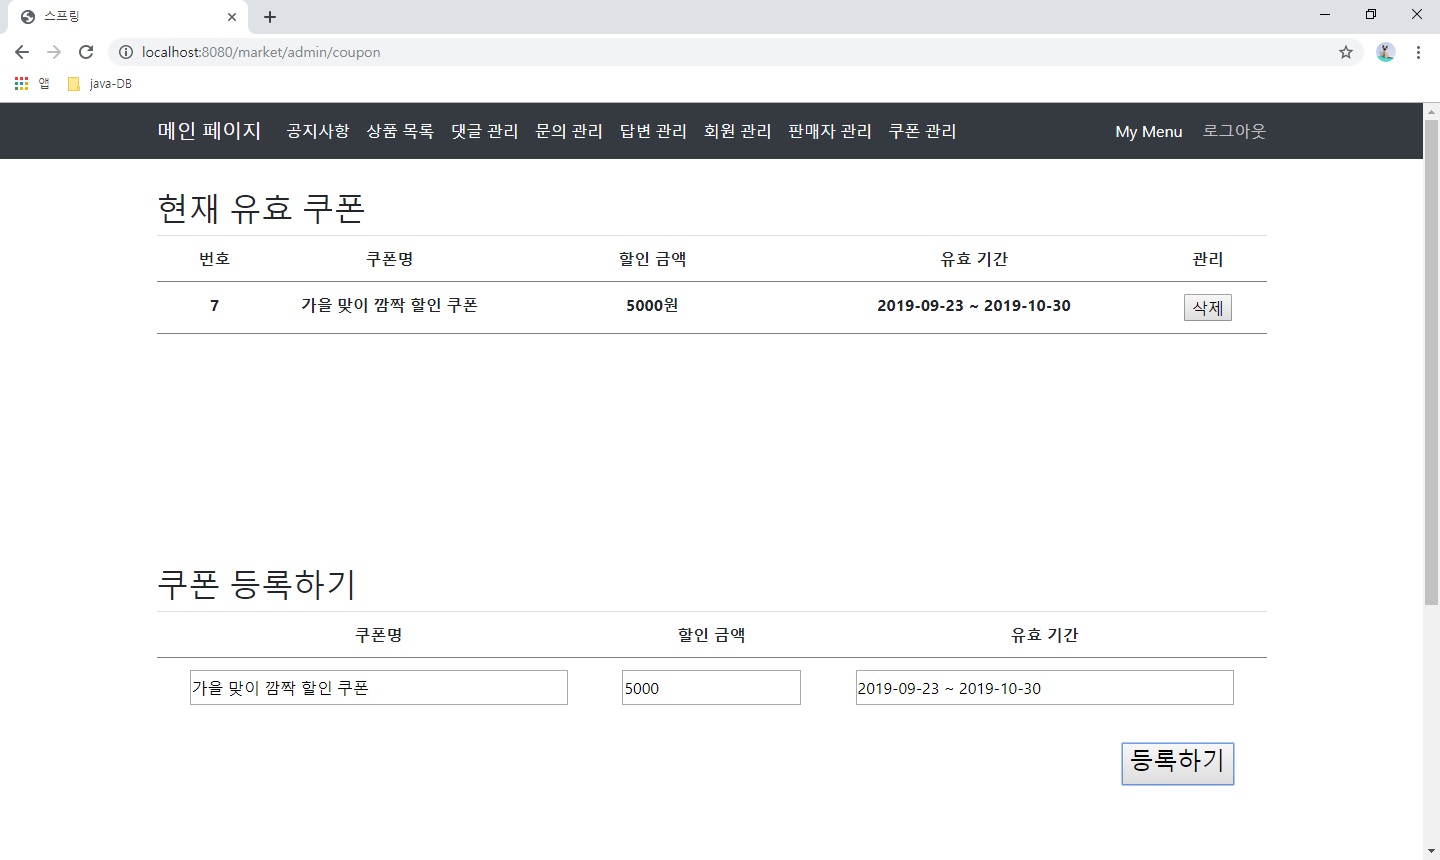 스프링
localhost:8080/market/admin/coupon
앱 java-DB
메인 페이지 공지사항 상품 목록 댓글 관리 문의 관리 답변 관리 회원 관리 판매자 관리 쿠폰 관리 My Menu 로그아웃
현재 유효 쿠폰
번호 쿠폰명 할인 금액 유효 기간 관리
7 가을 맞이 깜짝 할인 쿠폰 5000원 2019-09-23 ~ 2019-10-30 삭제
쿠폰 등록하기
쿠폰명 할인 금액 유효 기간
가을 맞이 깜짝 할인 쿠폰 5000 2019-09-23 ~ 2019-10-30
등록하기